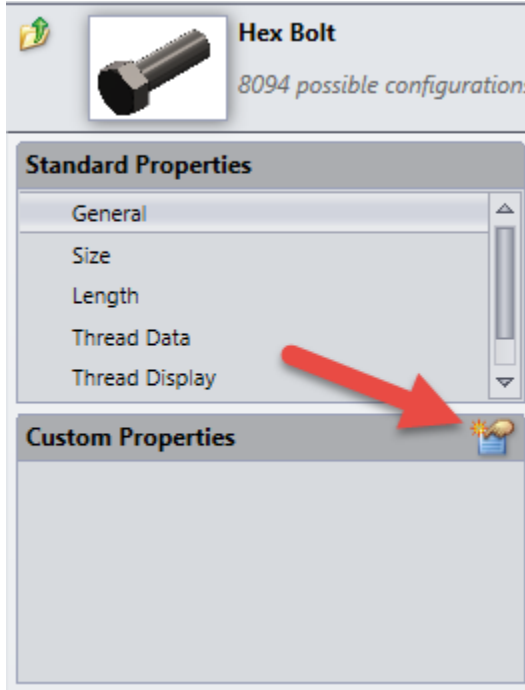 Hex Bolt
8094 possible configurations
Standard Properties
General
Size
Length
Thread Data
Thread Display
Custom Properties